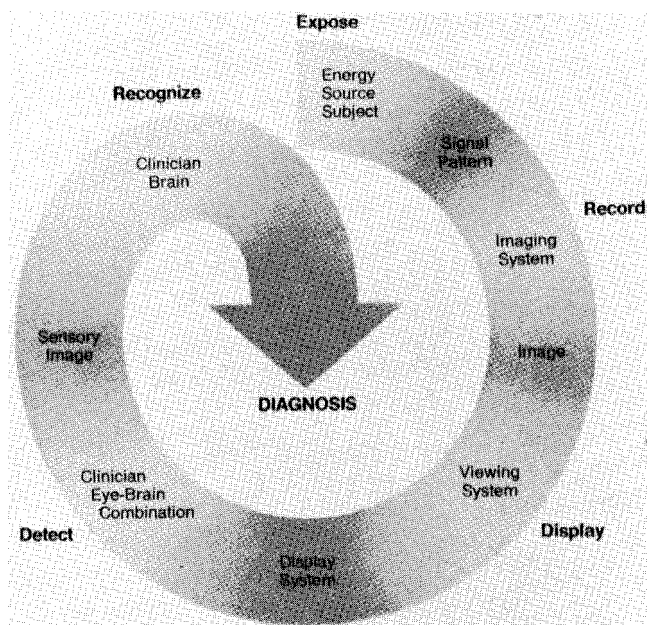 Expose
Energy
Source
Subject
Signal
Pattern
Record
Imaging
System
Image
Viewing
System
Display
Display
System
Clinician
Eye-Brain
Combination
Detect
Sensory
Image
Clinician
Brain
Recognize
DIAGNOSIS